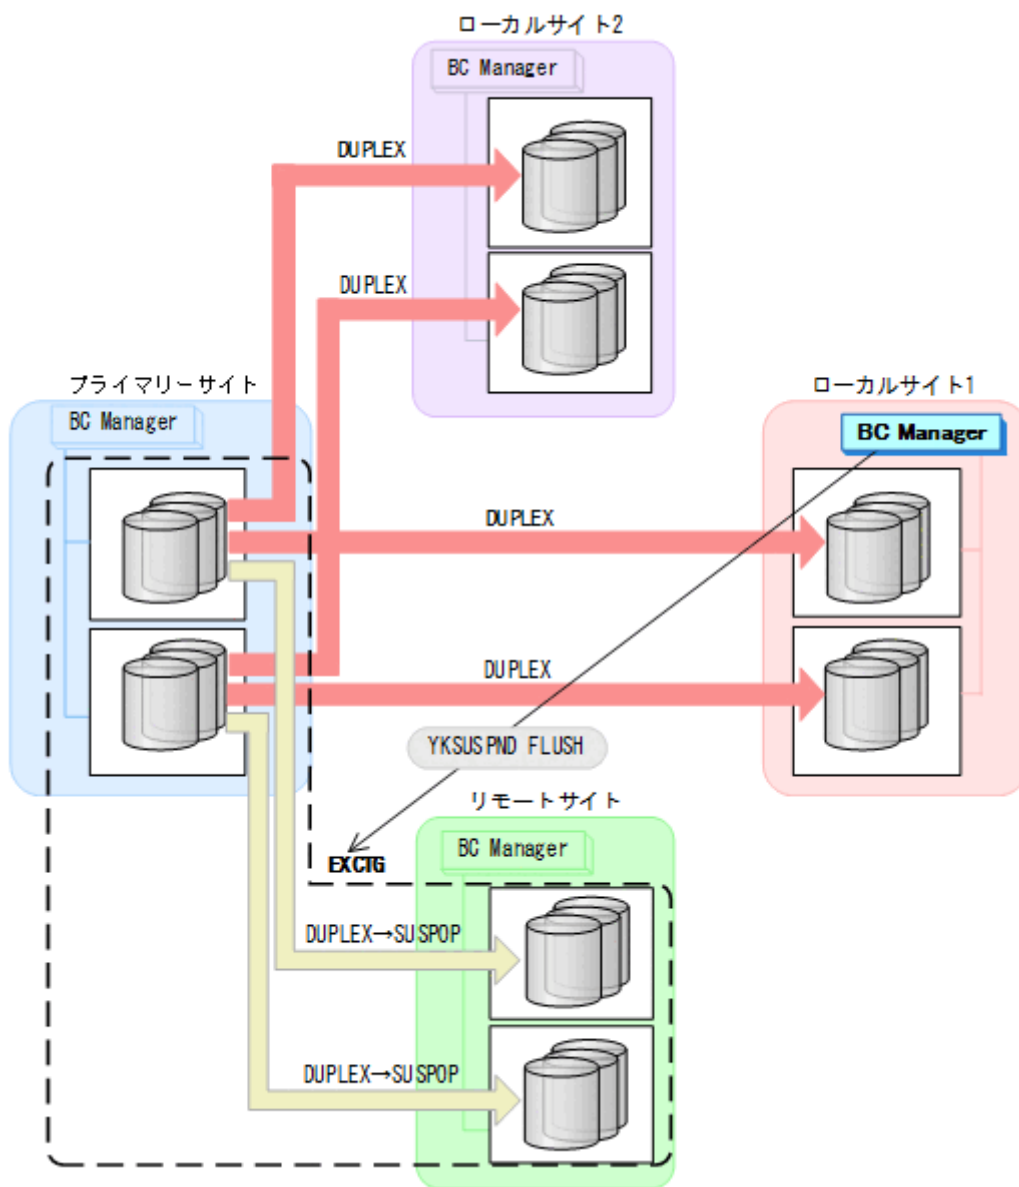 ローカルサイト2
BC Manager
DUPLEX
DUPLEX
プライマリーサイト
BC Manager
ローカルサイト1
BC Manager
DUPLEX
DUPLEX
YKSUSPND FLUSH
リモートサイト
BC Manager
EXCTG
DUPLEX→SUSPOP
DUPLEX→SUSPOP